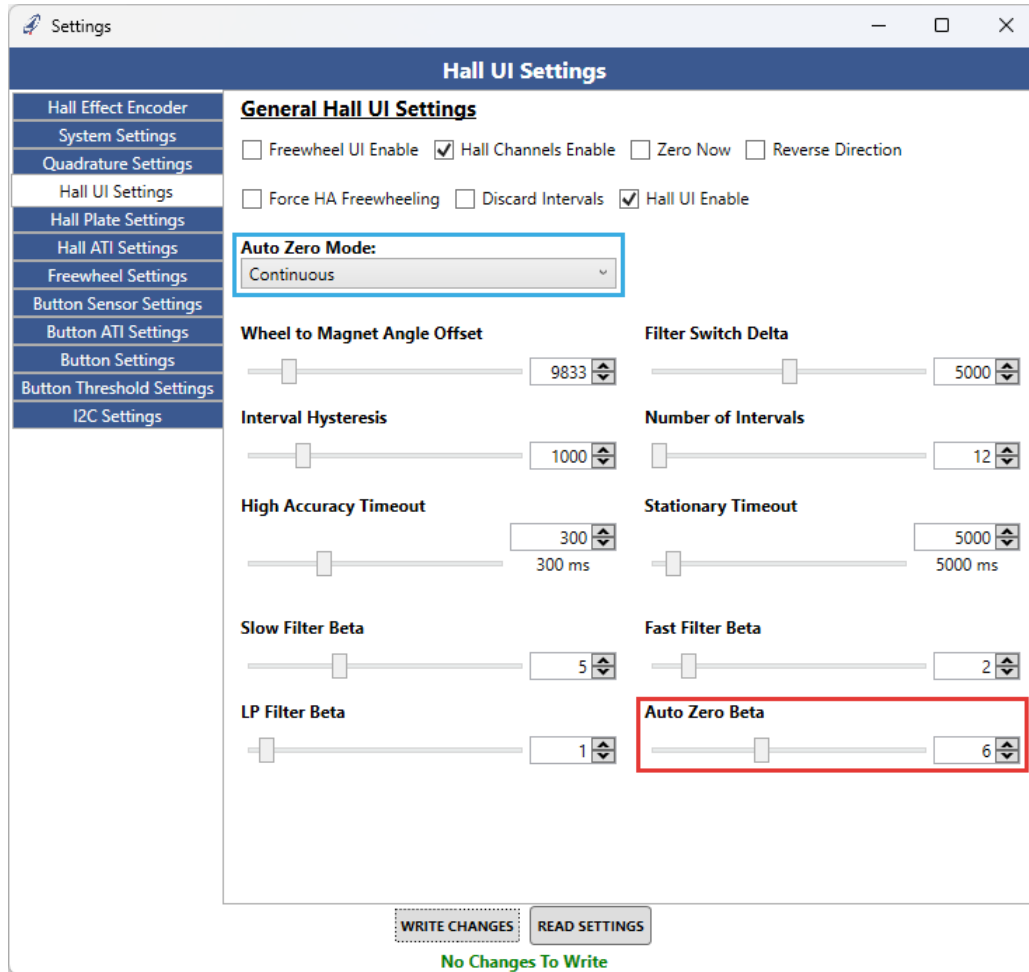 Settings
Hall UI Settings
Hall Effect Encoder
System Settings
Quadrature Settings
Hall UI Settings
Hall Plate Settings
Hall ATI Settings
Freewheel Settings
Button Sensor Settings
Button ATI Settings
Button Settings
Button Threshold Settings
I2C Settings
General Hall UI Settings
Freewheel UI Enable Hall Channels Enable Zero Now Reverse Direction
Force HA Freewheeling Discard Intervals Hall UI Enable
Auto Zero Mode:
Continuous
Wheel to Magnet Angle Offset Filter Switch Delta
9833 5000
Interval Hysteresis Number of Intervals
1000 12
High Accuracy Timeout Stationary Timeout
300 5000
300 ms 5000 ms
Slow Filter Beta Fast Filter Beta
5 2
LP Filter Beta Auto Zero Beta
1 6
WRITE CHANGES READ SETTINGS
No Changes To Write